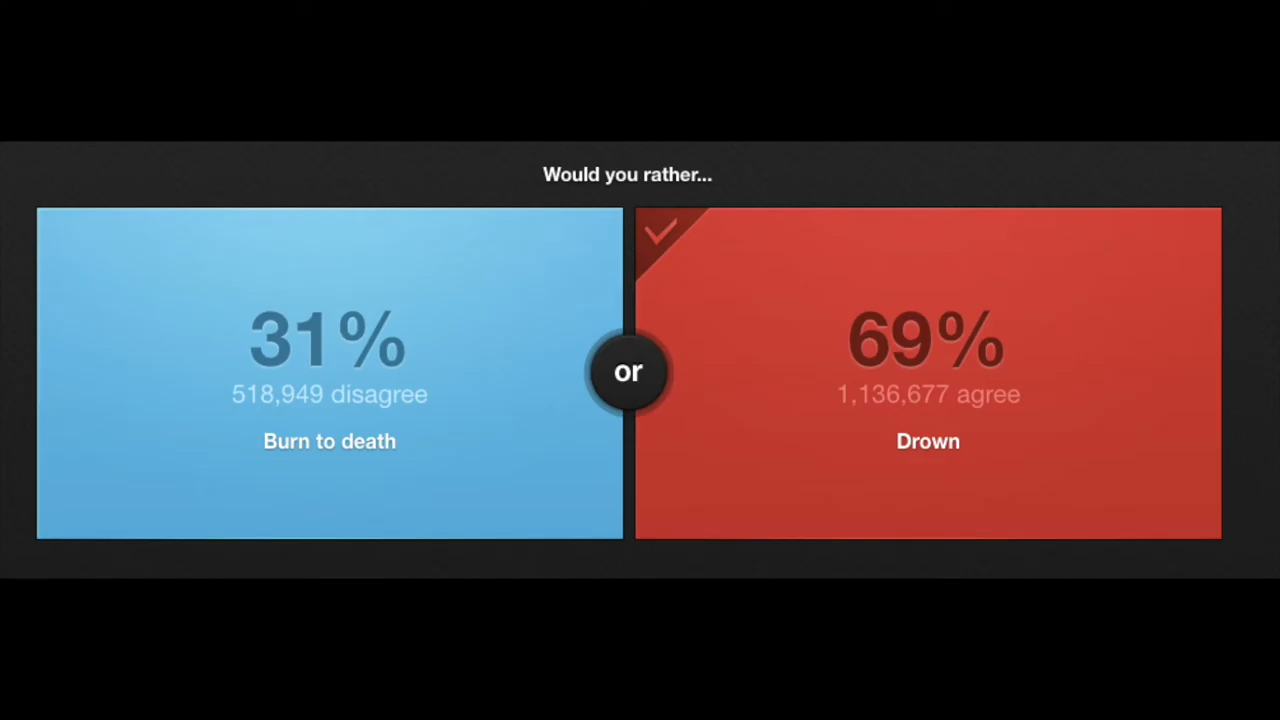 Would you rather...
31%
518,949 disagree
Burn to death
or
69%
1,136,677 agree
Drown